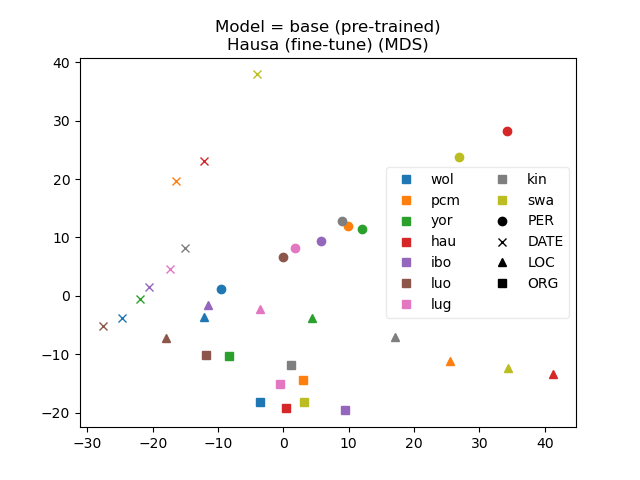 Model = base (pre-trained)
Hausa (fine-tune) (MDS)
40
30
20
10
0
−10
−20
−30
−20
−10
0
10
20
30
40
wol
pcm
yor
hau
ibo
luo
lug
kin
swa
PER
DATE
LOC
ORG